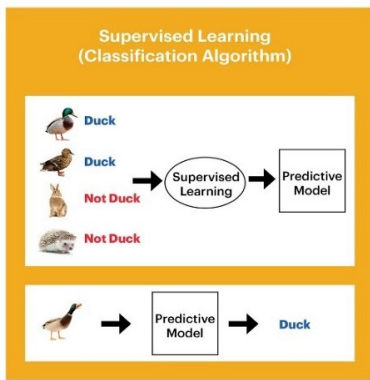 Supervised Learning
(Classification Algorithm)
Duck
Duck
Not Duck
Not Duck
Supervised
Learning
Predictive
Model
Predictive
Model
Duck